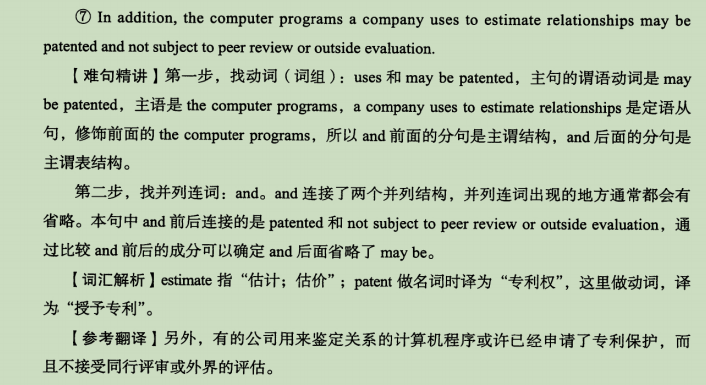 ⑦ In addition, the computer programs a company uses to estimate relationships may be
patented and not subject to peer review or outside evaluation.
【难句精讲】第一步，找动词（词组）：uses 和 may be patented，主句的谓语动词是 may
be patented，主语是 the computer programs，a company uses to estimate relationships 是定语从
句，修饰前面的 the computer programs，所以 and 前面的分句是主谓结构，and 后面的分句是
主谓表结构。
第二步，找并列连词：and。and 连接了两个并列结构，并列连词出现的地方通常都会有
省略。本句中 and 前后连接的是 patented 和 not subject to peer review or outside evaluation，通
过比较 and 前后的成分可以确定 and 后面省略了 may be。
【词汇解析】estimate 指“估计；估价”；patent 做名词时译为“专利权”，这里做动词，译
为“授予专利”。
【参考翻译】另外，有的公司用来鉴定关系的计算机程序或许已经申请了专利保护，而
且不接受同行评审或外界的评估。